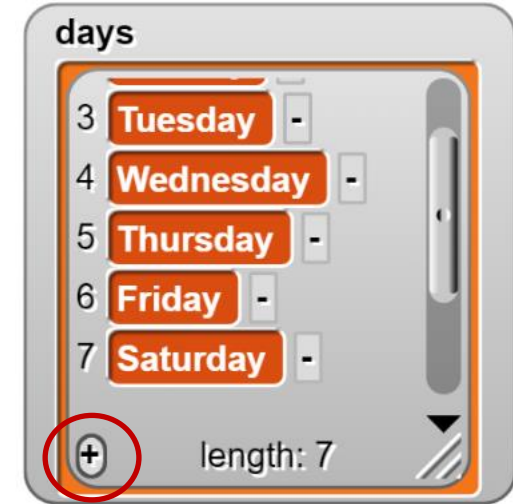 days
3 Tuesday -
4 Wednesday -
5 Thursday -
6 Friday -
7 Saturday -
+ length: 7